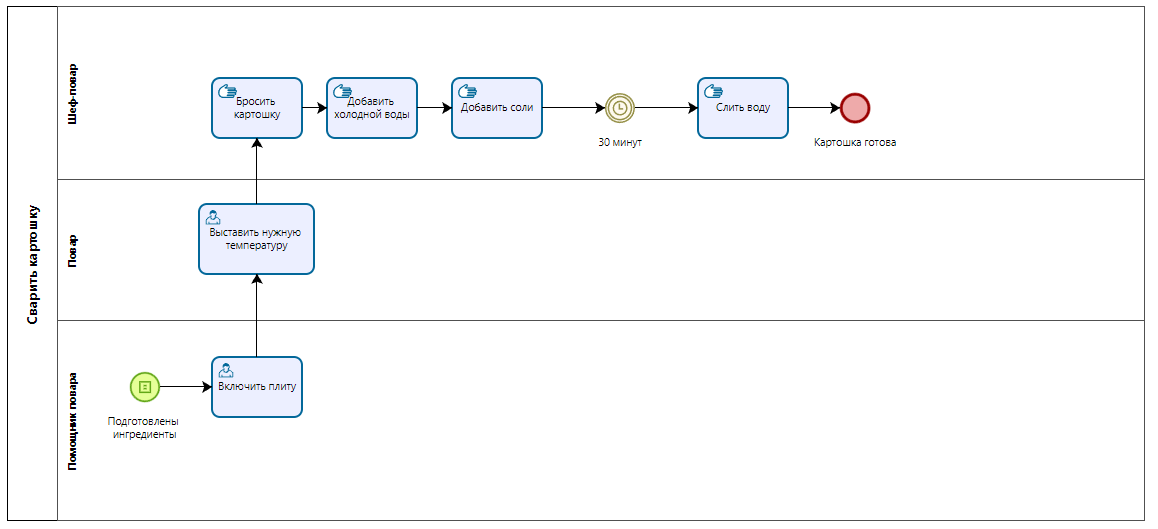 Сварить картошку
Шеф-повар
Бросить
картошку
Добавить
холодной воды
Добавить соли
30 минут
Слить воду
Картошка готова
Повар
Выставить нужную
температуру
Помощник повара
Подготовлены
ингредиенты
Включить плиту